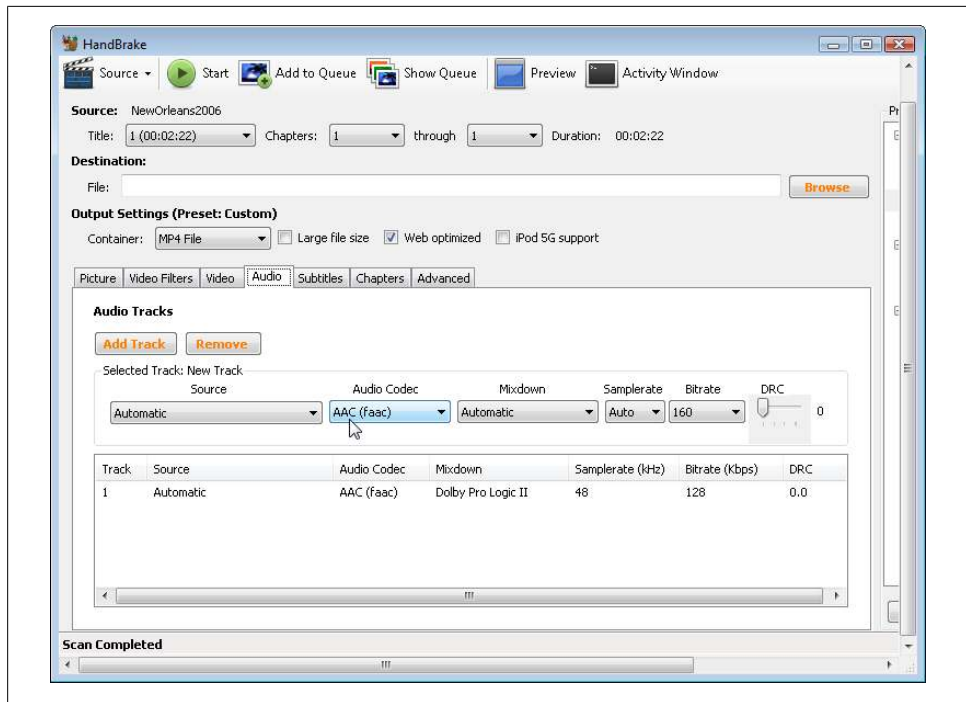 HandBrake
Source Start Add to Queue Show Queue Preview Activity Window
Source: NewOrleans2006
Title: 1 (00:02:22) Chapters: 1 through 1 Duration: 00:02:22
Destination:
File: Browse
Output Settings (Preset: Custom)
Container: MP4 File Large file size Web optimized iPod 5G support
Picture Video Filters Video Audio Subtitles Chapters Advanced
Audio Tracks
Add Track Remove
Selected Track: New Track
Source Audio Codec Mixdown Samplerate Bitrate DRC
Automatic AAC (faac) Automatic Auto 160 0
Track Source Audio Codec Mixdown Samplerate (kHz) Bitrate (Kbps) DRC
1 Automatic AAC (faac) Dolby Pro Logic II 48 128 0.0
Scan Completed